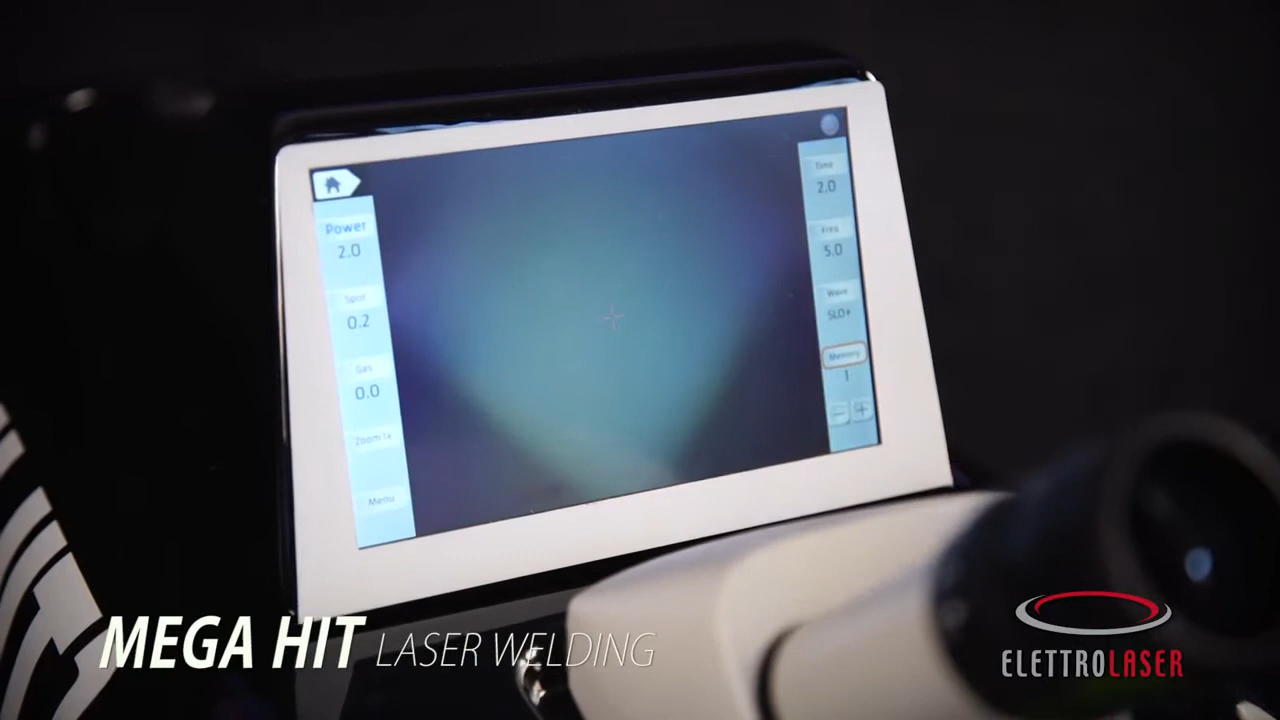 Power
2.0
Spot
0.2
Gas
0.0
Zoom 1x
Menu
Time
2.0
Freq
5.0
Wave
SLO+
Memory
1
MEGA HIT LASER WELDING
ELETTROLASER